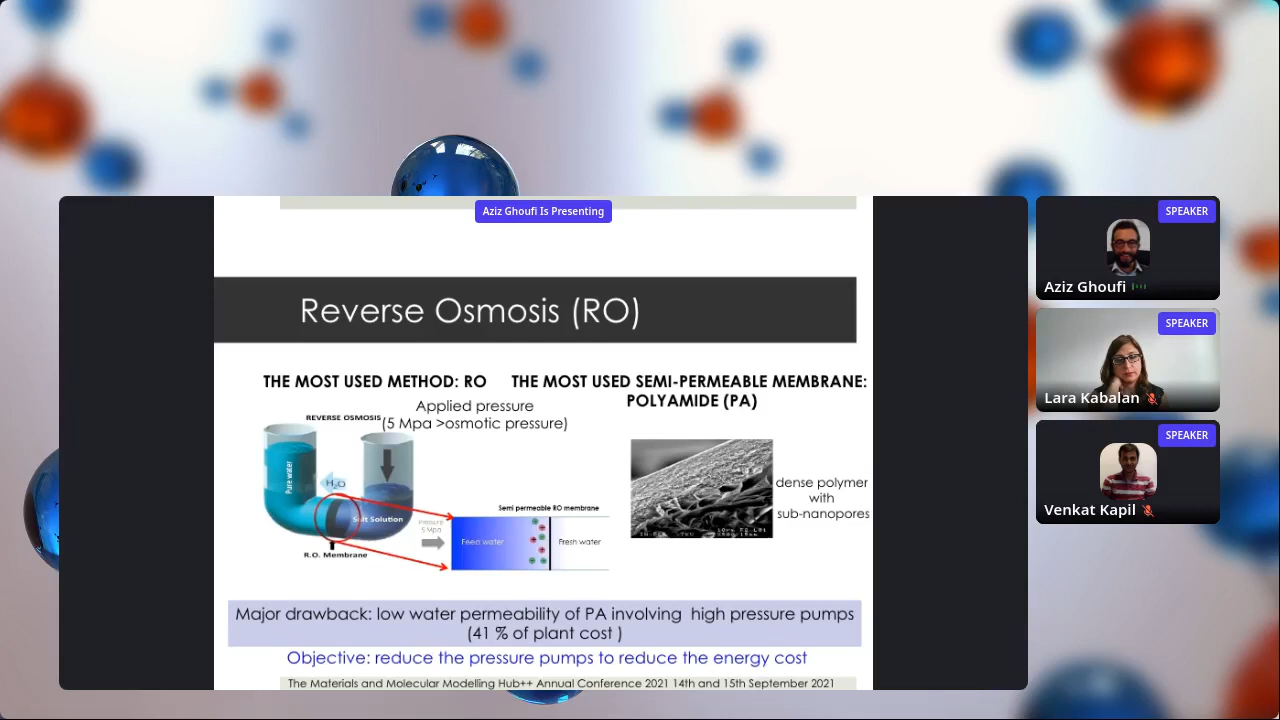 Aziz Ghoufi Is Presenting
Reverse Osmosis (RO)
THE MOST USED METHOD: RO
THE MOST USED SEMI-PERMEABLE MEMBRANE:
POLYAMIDE (PA)
Applied pressure
(5 Mpa >osmotic pressure)
REVERSE OSMOSIS
Pure water
H₂O
Salt Solution
R.O. Membrane
Pressure
5 Mpa
Semi permeable RO membrane
Feed water
Fresh water
dense polymer
with
sub-nanopores
Major drawback: low water permeability of PA involving high pressure pumps
(41 % of plant cost )
Objective: reduce the pressure pumps to reduce the energy cost
The Materials and Molecular Modelling Hub++ Annual Conference 2021 14th and 15th September 2021
SPEAKER
Aziz Ghoufi
SPEAKER
Lara Kabalan
SPEAKER
Venkat Kapil